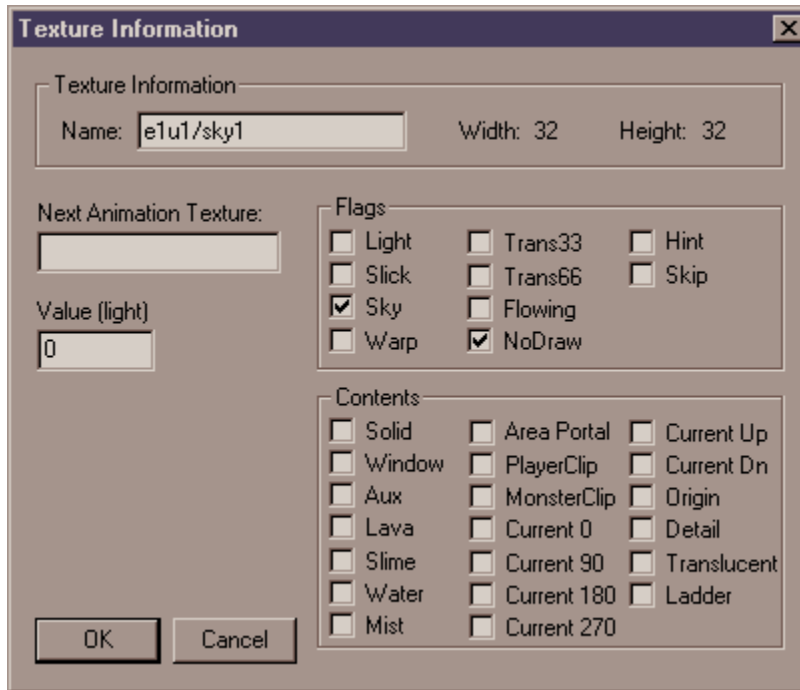 Texture Information
Texture Information
Name: e1u1/sky1 Width: 32 Height: 32
Next Animation Texture:
Value (light)
0
Flags
Light Trans33 Hint
Slick Trans66 Skip
Sky Flowing
Warp NoDraw
Contents
Solid Area Portal Current Up
Window PlayerClip Current Dn
Aux MonsterClip Origin
Lava Current 0 Detail
Slime Current 90 Translucent
Water Current 180 Ladder
Mist Current 270
OK Cancel